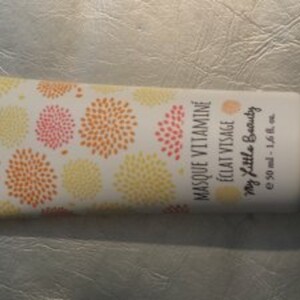 MASQUE VITAMINÉ
ÉCLAT VISAGE
My Little Beauty
e 50 ml - 1,6 fl. oz.